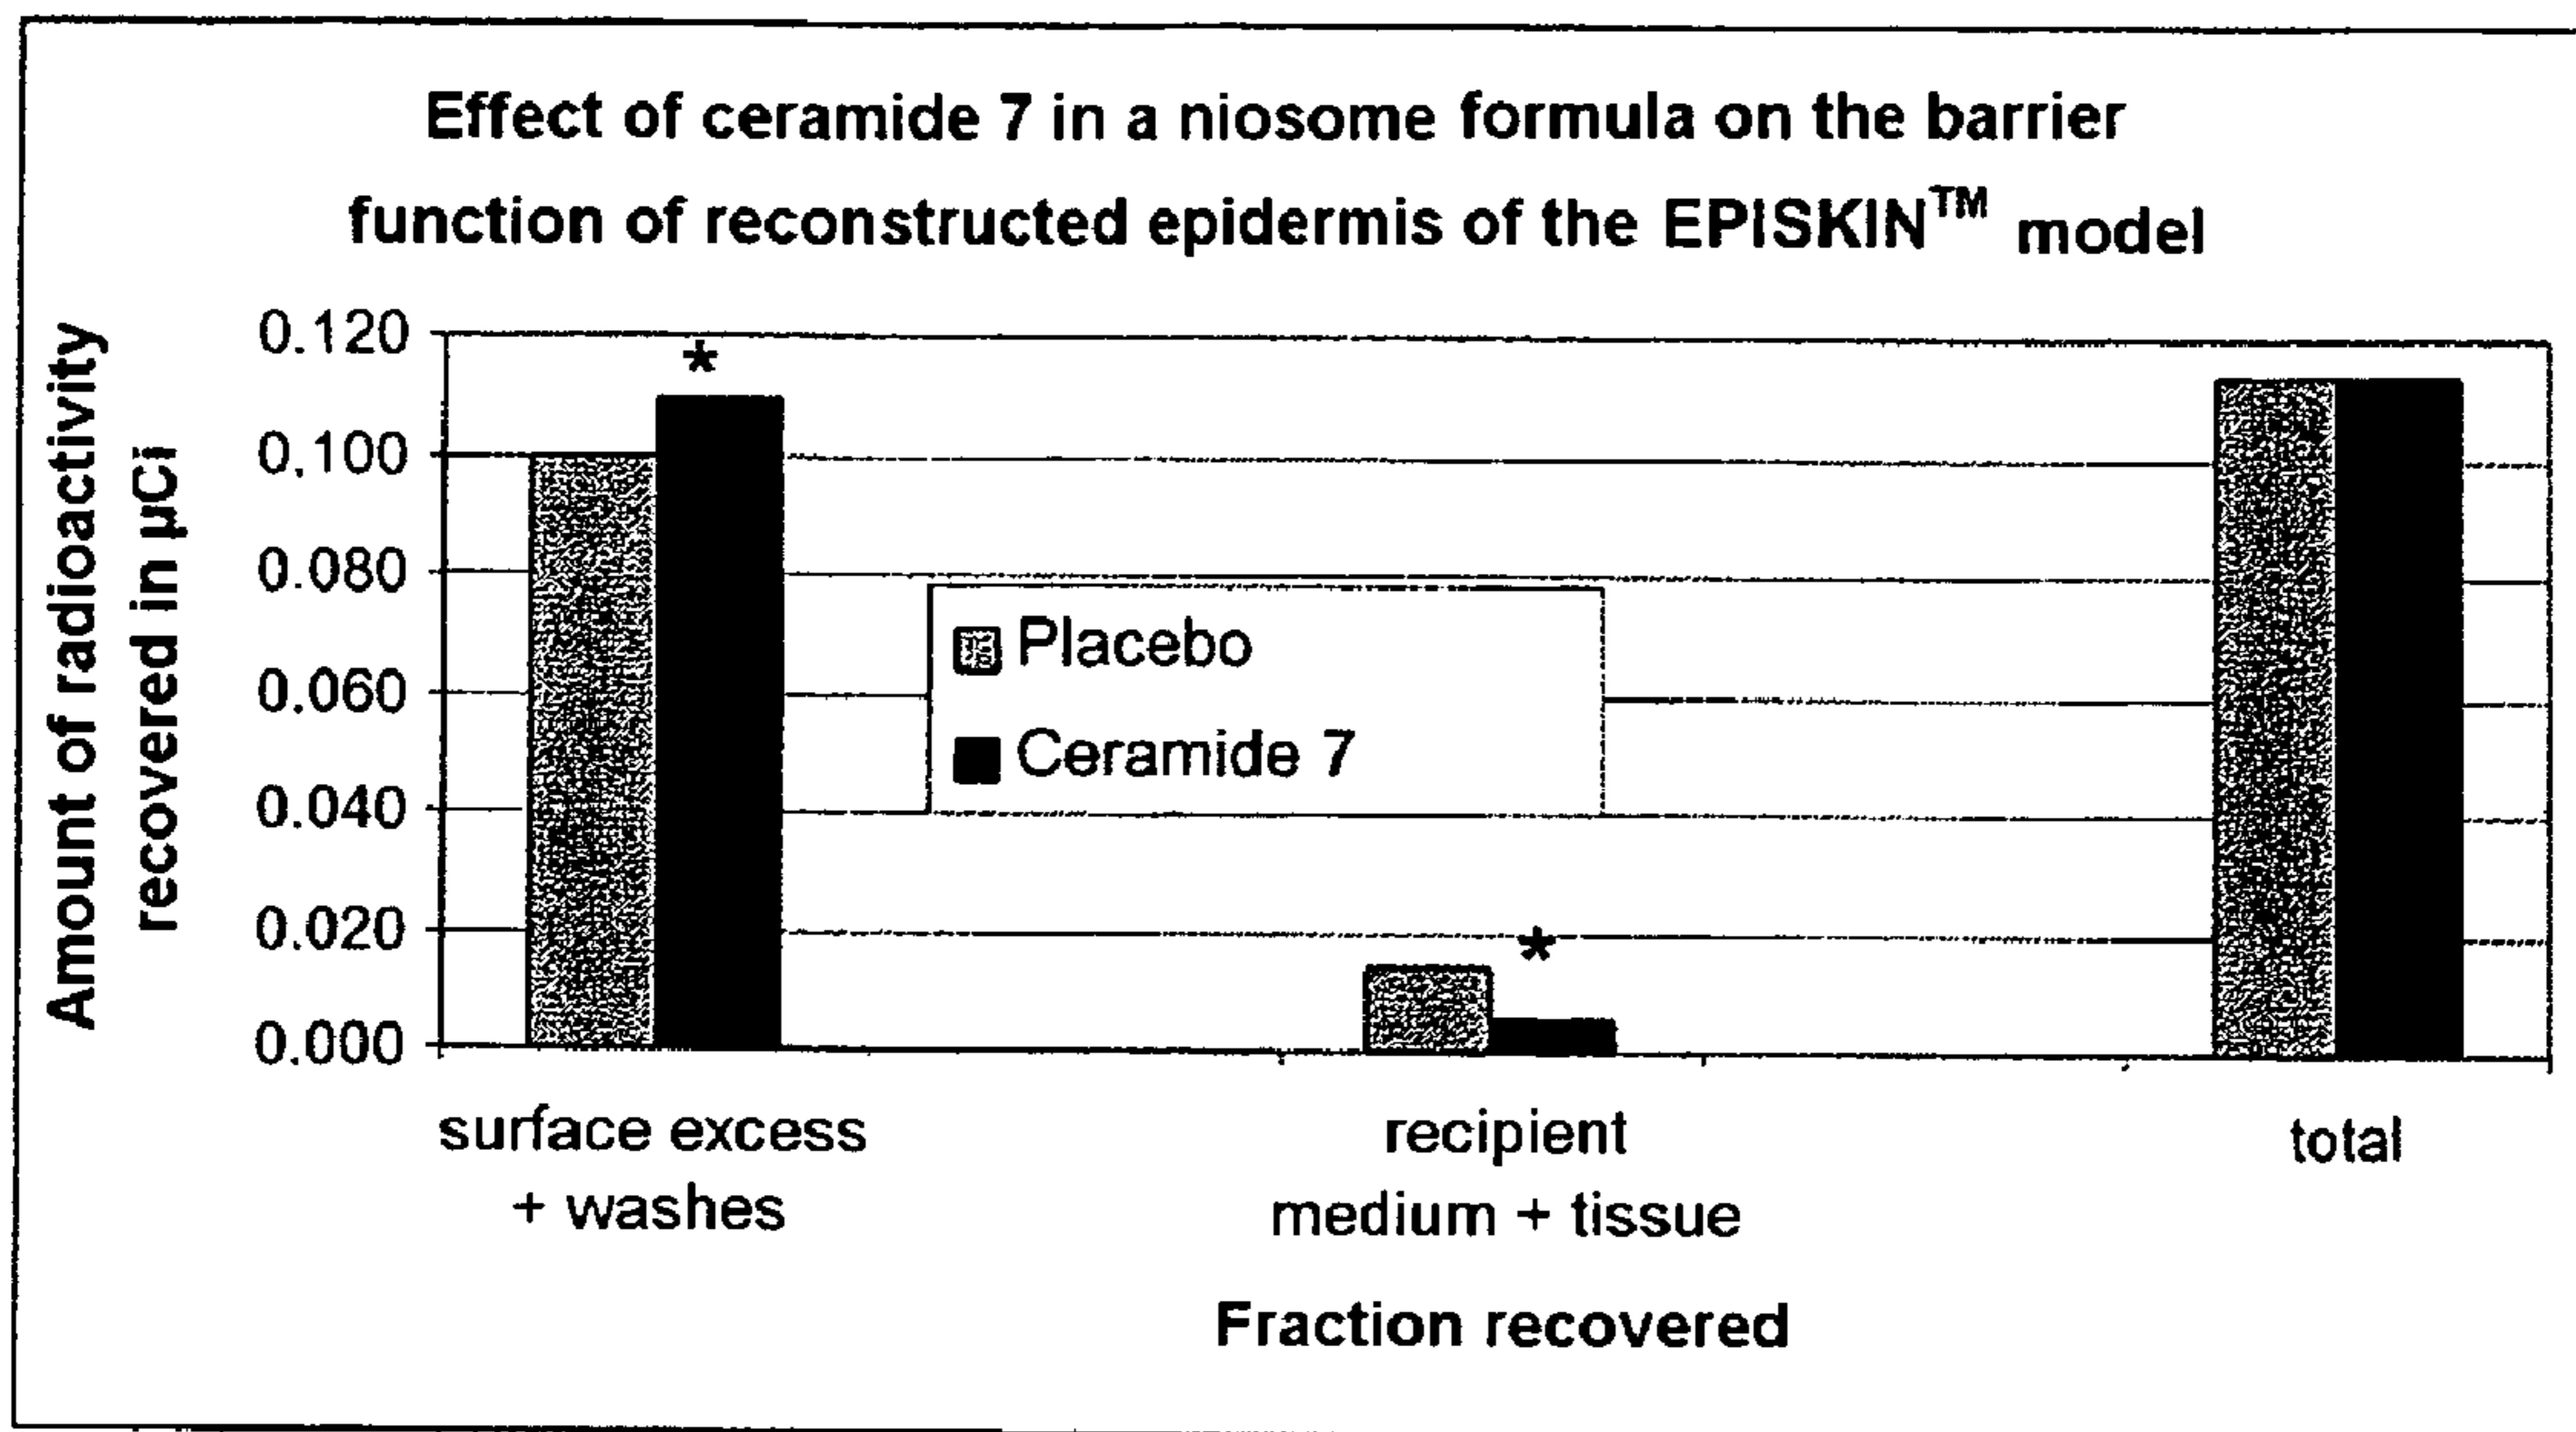 Effect of ceramide 7 in a niosome formula on the barrier
function of reconstructed epidermis of the EPISKIN™ model
Amount of radioactivity
recovered in µCi
0.120
0.100
0.080
0.060
0.040
0.020
0.000
*
*
Placebo
Ceramide 7
surface excess
+ washes
recipient
medium + tissue
total
Fraction recovered